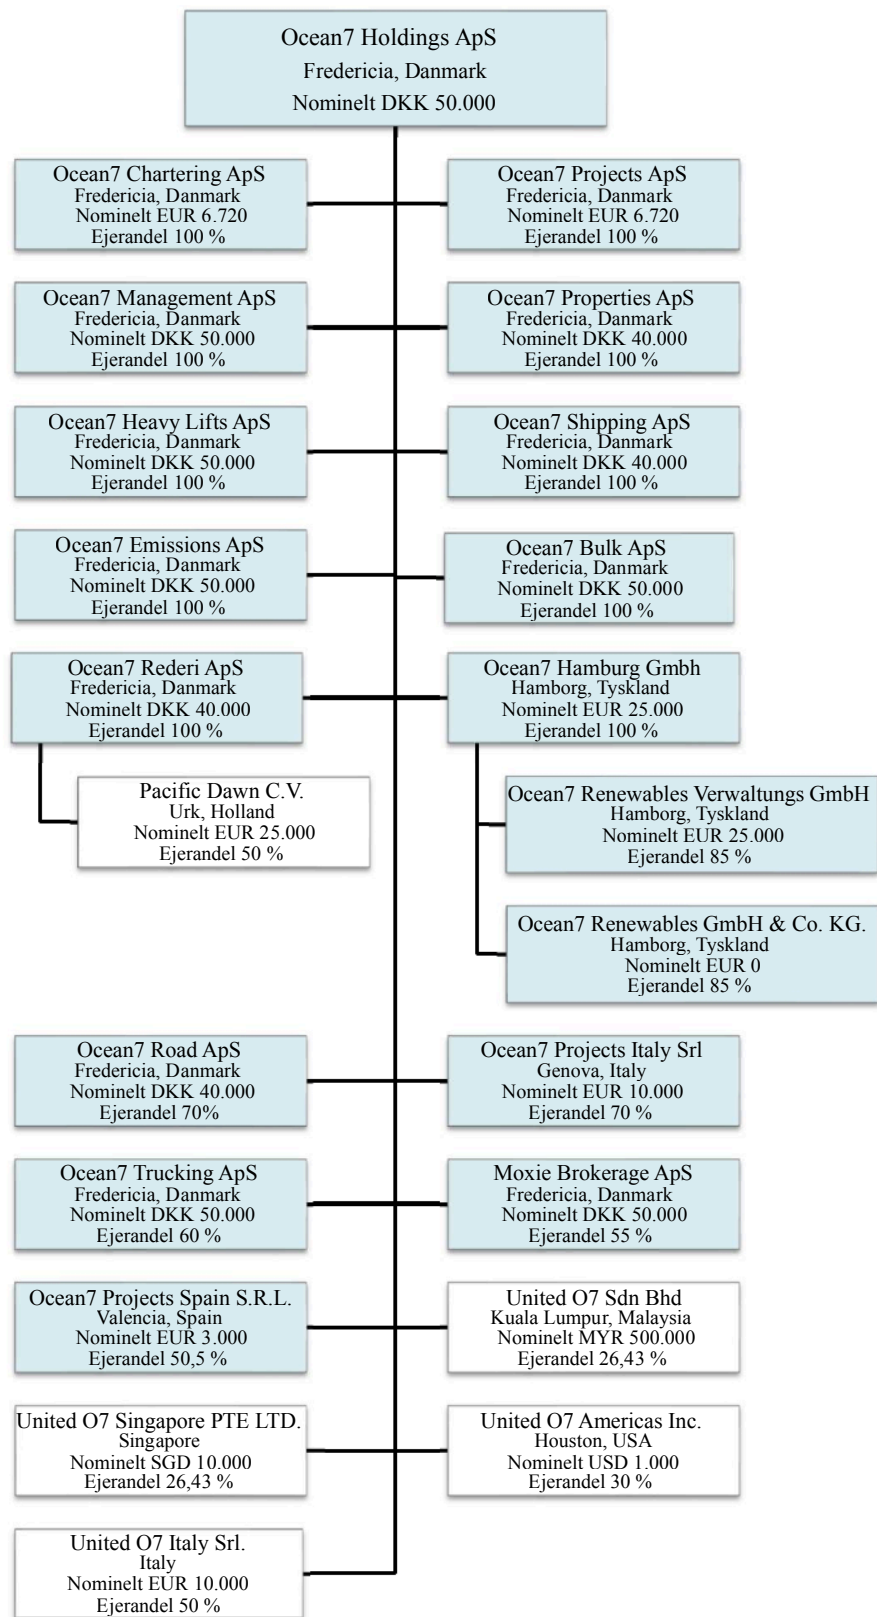 Ocean7 Holdings ApS
Fredericia, Danmark
Nominelt DKK 50.000
Ocean7 Chartering ApS
Fredericia, Danmark
Nominelt EUR 6.720
Ejerandel 100 %
Ocean7 Projects ApS
Fredericia, Danmark
Nominelt EUR 6.720
Ejerandel 100 %
Ocean7 Management ApS
Fredericia, Danmark
Nominelt DKK 50.000
Ejerandel 100 %
Ocean7 Properties ApS
Fredericia, Danmark
Nominelt DKK 40.000
Ejerandel 100 %
Ocean7 Heavy Lifts ApS
Fredericia, Danmark
Nominelt DKK 50.000
Ejerandel 100 %
Ocean7 Shipping ApS
Fredericia, Danmark
Nominelt DKK 40.000
Ejerandel 100 %
Ocean7 Emissions ApS
Fredericia, Danmark
Nominelt DKK 50.000
Ejerandel 100 %
Ocean7 Bulk ApS
Fredericia, Danmark
Nominelt DKK 50.000
Ejerandel 100 %
Ocean7 Rederi ApS
Fredericia, Danmark
Nominelt DKK 40.000
Ejerandel 100 %
Ocean7 Hamburg Gmbh
Hamborg, Tyskland
Nominelt EUR 25.000
Ejerandel 100 %
Pacific Dawn C.V.
Urk, Holland
Nominelt EUR 25.000
Ejerandel 50 %
Ocean7 Renewables Verwaltungs GmbH
Hamborg, Tyskland
Nominelt EUR 25.000
Ejerandel 85 %
Ocean7 Renewables GmbH & Co. KG.
Hamborg, Tyskland
Nominelt EUR 0
Ejerandel 85 %
Ocean7 Road ApS
Fredericia, Danmark
Nominelt DKK 40.000
Ejerandel 70%
Ocean7 Projects Italy Srl
Genova, Italy
Nominelt EUR 10.000
Ejerandel 70 %
Ocean7 Trucking ApS
Fredericia, Danmark
Nominelt DKK 50.000
Ejerandel 60 %
Moxie Brokerage ApS
Fredericia, Danmark
Nominelt DKK 50.000
Ejerandel 55 %
Ocean7 Projects Spain S.R.L.
Valencia, Spain
Nominelt EUR 3.000
Ejerandel 50,5 %
United O7 Sdn Bhd
Kuala Lumpur, Malaysia
Nominelt MYR 500.000
Ejerandel 26,43 %
United O7 Singapore PTE LTD.
Singapore
Nominelt SGD 10.000
Ejerandel 26,43 %
United O7 Americas Inc.
Houston, USA
Nominelt USD 1.000
Ejerandel 30 %
United O7 Italy Srl.
Italy
Nominelt EUR 10.000
Ejerandel 50 %